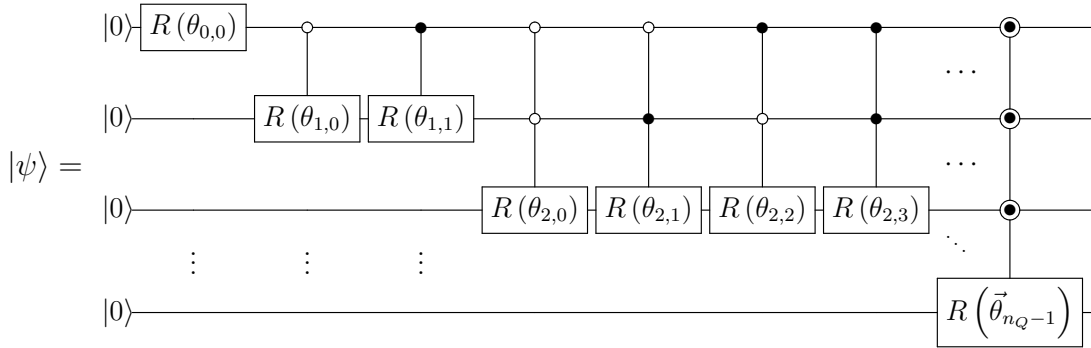 |0⟩ R(θ_{0,0})
· · ·
|0⟩ R(θ_{1,0}) R(θ_{1,1})
|ψ⟩ =
· · ·
|0⟩ R(θ_{2,0}) R(θ_{2,1}) R(θ_{2,2}) R(θ_{2,3})
⋮ ⋮ ⋮ ⋱
|0⟩ R(\vec{θ}_{n_Q−1})